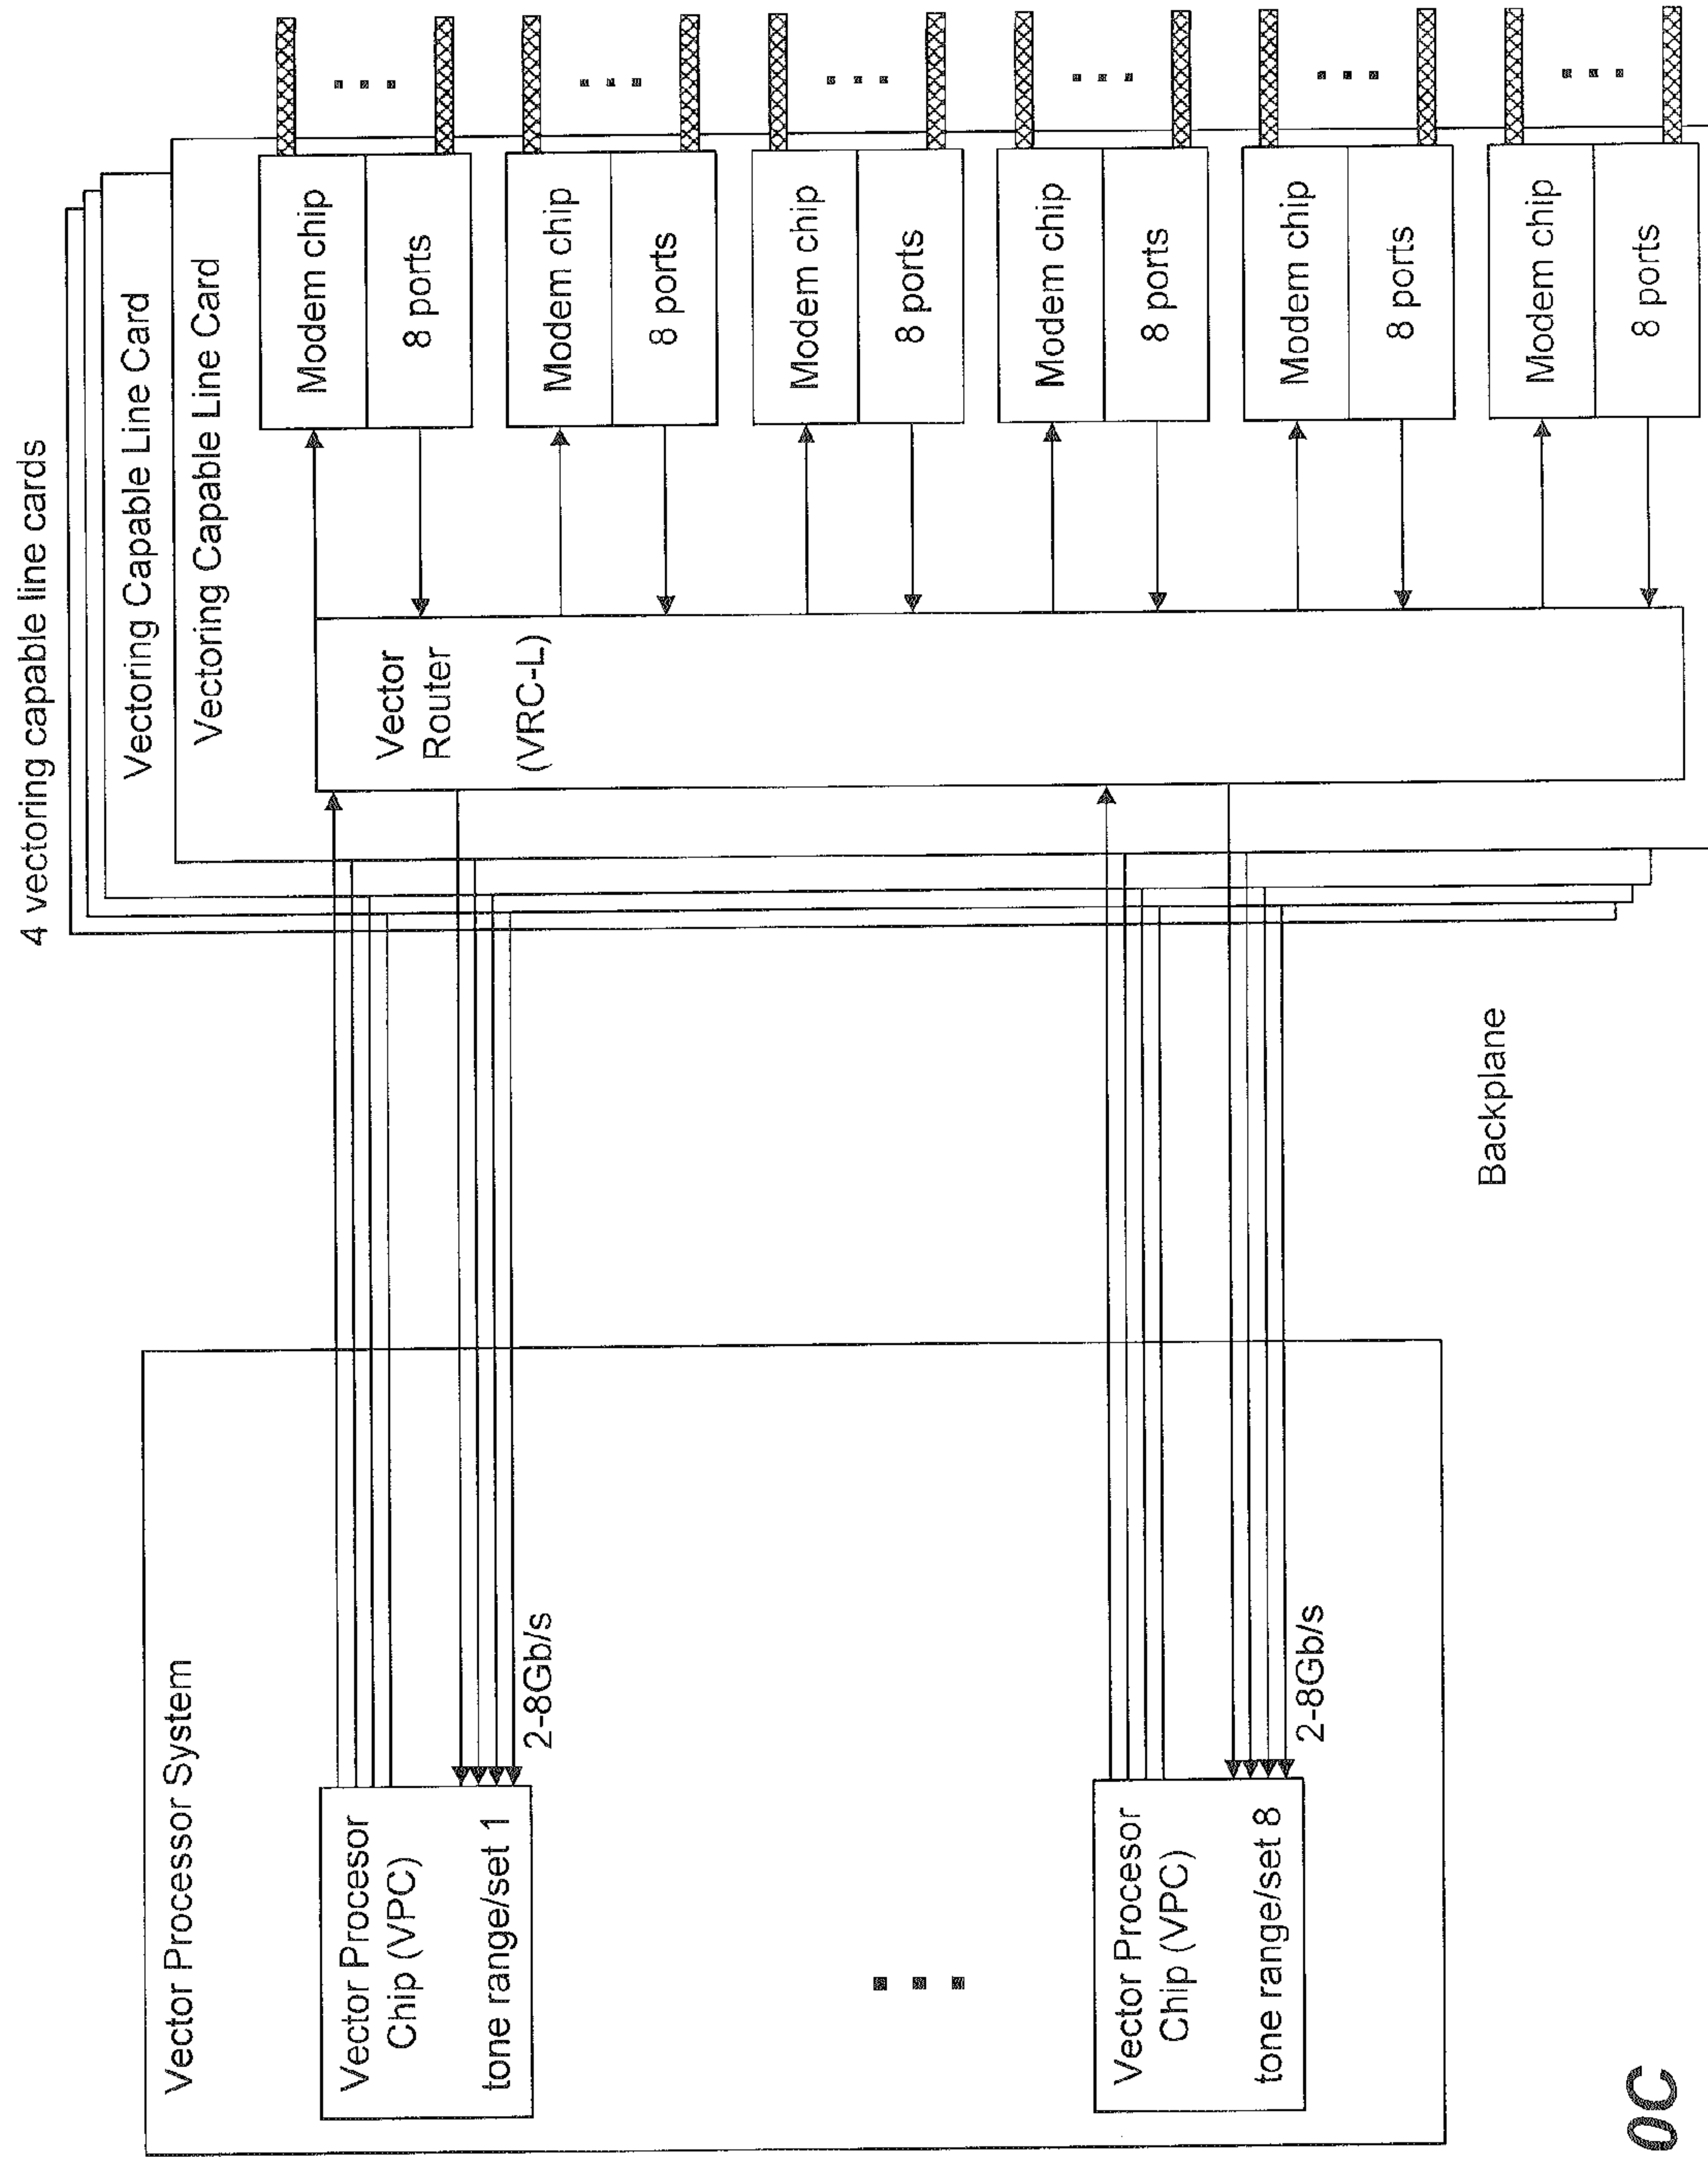 4 vectoring capable line cards
Vectoring Capable Line Card
Vectoring Capable Line Card
Vector Processor System
Vector Procesor
Chip (VPC)
tone range/set 1
2-8Gb/s
Vector
Router
(VRC-L)
Modem chip
8 ports
Modem chip
8 ports
Modem chip
8 ports
Modem chip
8 ports
Modem chip
8 ports
Modem chip
8 ports
Vector Procesor
Chip (VPC)
tone range/set 8
2-8Gb/s
Backplane
0C